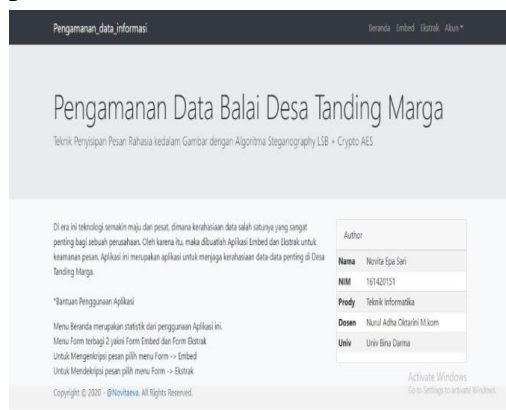 Pengamanan_data_informasi
Beranda Embed Ekstrak Akun
Pengamanan Data Balai Desa Tanding Marga
Teknik Penyisipan Pesan Rahasia kedalam Gambar dengan Algoritma Steganography LSB + Crypto AES
Di era ini teknologi semakin maju dan pesat, dimana kerahasiaan data salah satunya yang sangat
penting bagi sebuah perusahaan. Oleh karena itu, maka dibuatlah Aplikasi Embed dan Ekstrak untuk
keamanan pesan. Aplikasi ini merupakan aplikasi untuk menjaga kerahasiaan data-data penting di Desa
Tanding Marga.
*Bantuan Penggunaan Aplikasi
Menu Beranda merupakan statistik dari penggunaan Aplikasi ini.
Menu Form terbagi 2 yakni Form Embed dan Form Ekstrak
Untuk Mengenkripsi pesan pilih menu Form -> Embed
Untuk Mendekripsi pesan pilih menu Form -> Ekstrak
Author
Nama Novita Epa Sari
NIM 161420151
Prody Teknik Informatika
Dosen Nurul Adha Oktarini M.kom
Univ Univ Bina Darma
Activate Windows
Go to Settings to activate Windows.
Copyright © 2020 - @Novitaeva. All Rights Reserved.